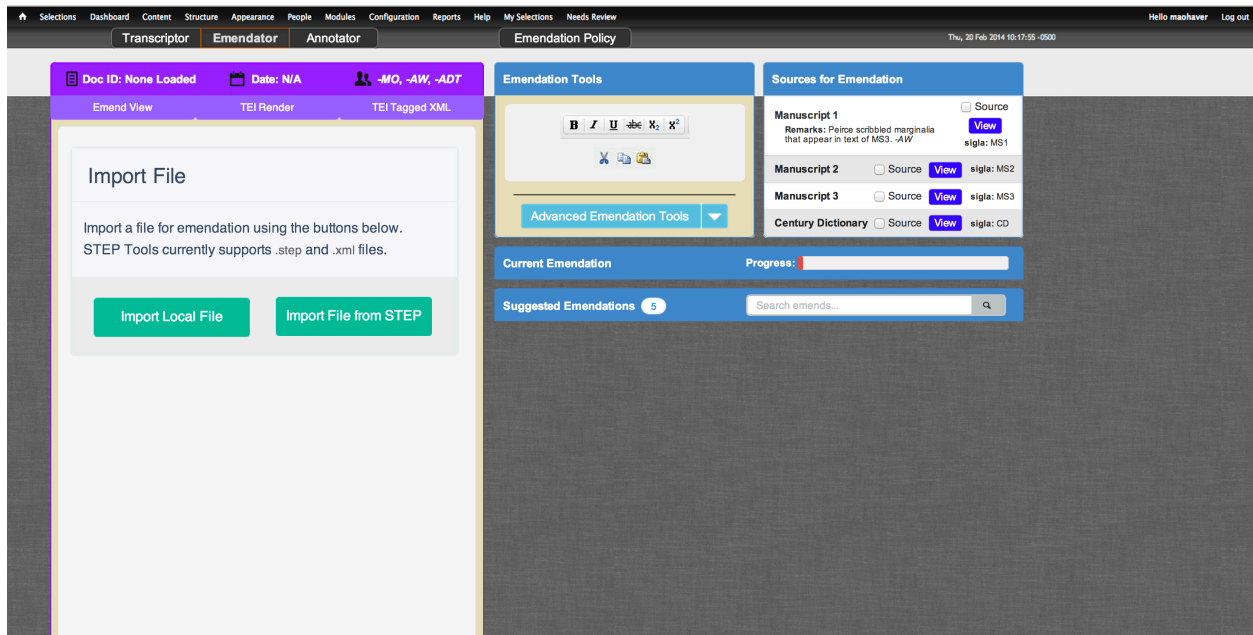 Selections Dashboard Content Structure Appearance People Modules Configuration Reports Help My Selections Needs Review Hello maohaver Log out
Transcriptor Emendator Annotator Emendation Policy Thu, 20 Feb 2014 10:17:55 -0500
Doc ID: None Loaded Date: N/A -MO, -AW, -ADT
Emend View TEI Render TEI Tagged XML
Import File
Import a file for emendation using the buttons below.
STEP Tools currently supports .step and .xml files.
Import Local File Import File from STEP
Emendation Tools
B I U abc X2 X2
Advanced Emendation Tools
Sources for Emendation
Manuscript 1 Source
Remarks: Peirce scribbled marginalia View
that appear in text of MS3. -AW sigla: MS1
Manuscript 2 Source View sigla: MS2
Manuscript 3 Source View sigla: MS3
Century Dictionary Source View sigla: CD
Current Emendation Progress:
Suggested Emendations 5 Search emends...